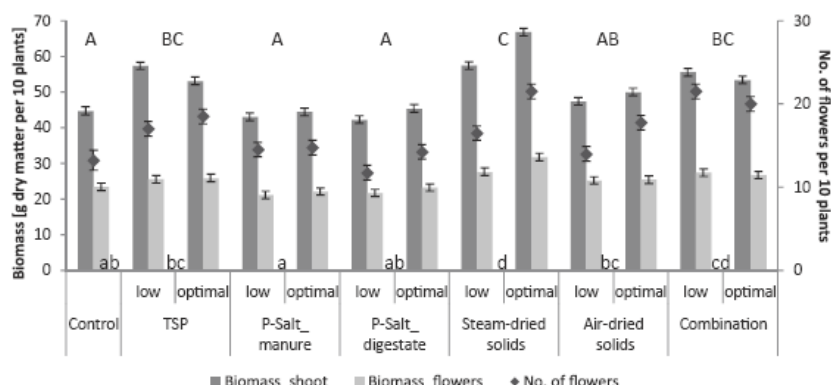 Biomass [g dry matter per 10 plants]
70
60
50
40
30
20
10
0
A BC A A C AB BC
ab bc a ab d bc cd
30
20
10
0
No. of flowers per 10 plants
low optimal low optimal low optimal low optimal low optimal low optimal
Control TSP P-Salt_ P-Salt_ Steam-dried Air-dried Combination
manure digestate solids solids
Biomass_shoot Biomass_flowers No. of flowers